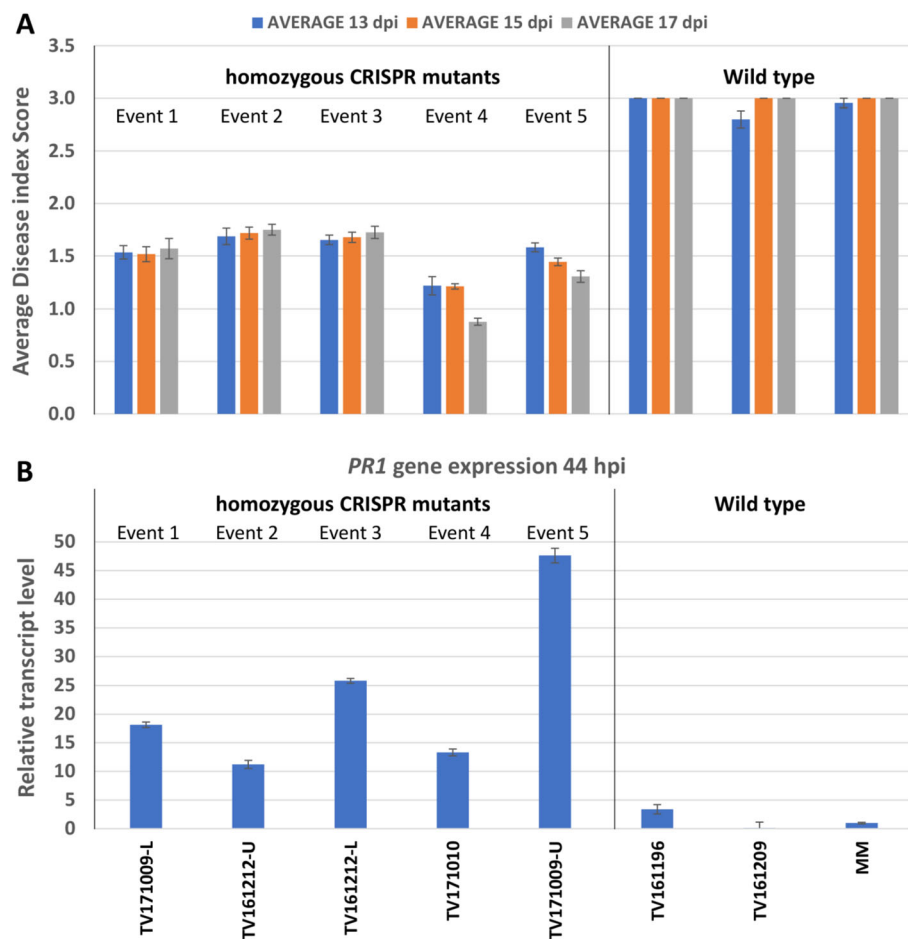 A
AVERAGE 13 dpi AVERAGE 15 dpi AVERAGE 17 dpi
3.5
homozygous CRISPR mutants Wild type
Event 1 Event 2 Event 3 Event 4 Event 5
3.0
2.5
2.0
1.5
1.0
0.5
0.0
Average Disease index Score
B
PR1 gene expression 44 hpi
homozygous CRISPR mutants Wild type
Event 1 Event 2 Event 3 Event 4 Event 5
50
45
40
35
30
25
20
15
10
5
0
Relative transcript level
TV171009-L
TV161212-U
TV161212-L
TV171010
TV171009-U
TV161196
TV161209
MM